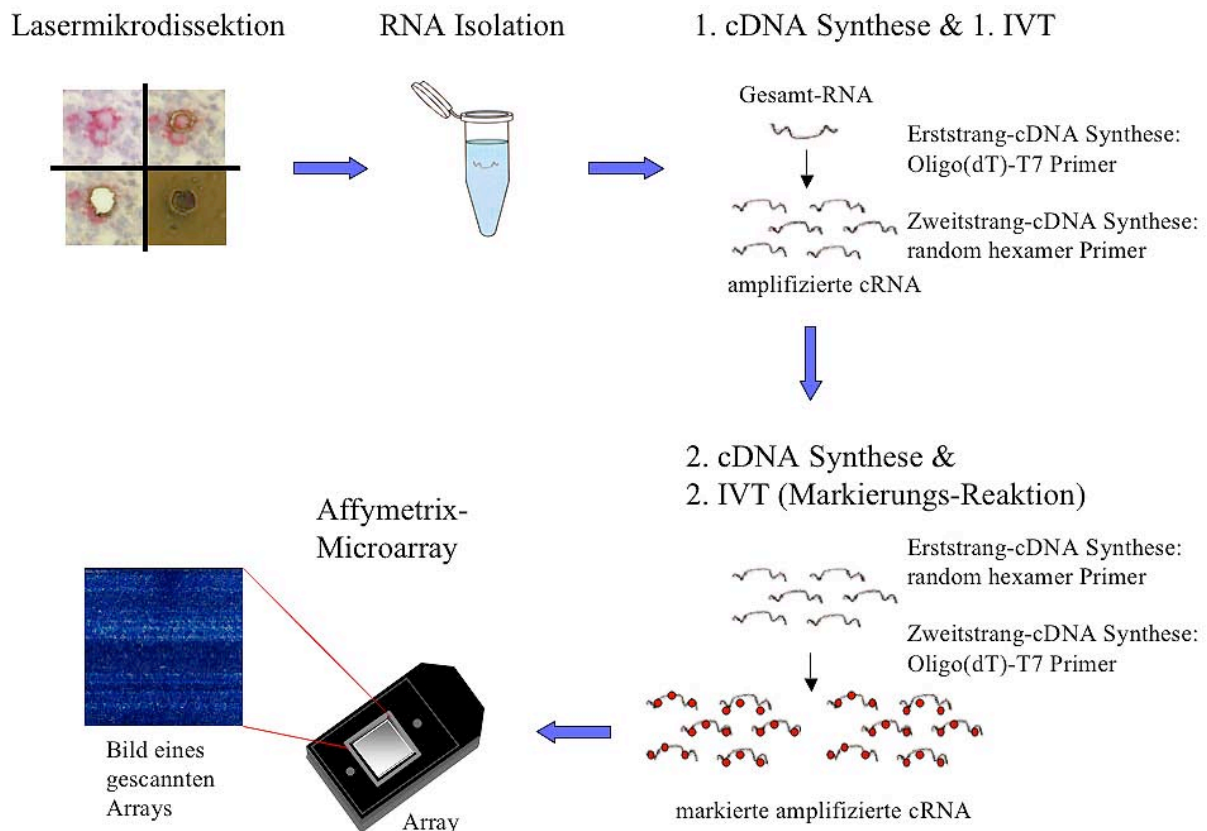 Lasermikrodissektion
RNA Isolation
1. cDNA Synthese & 1. IVT
Gesamt-RNA
Erststrang-cDNA Synthese:
Oligo(dT)-T7 Primer
Zweitstrang-cDNA Synthese:
random hexamer Primer
amplifizierte cRNA
2. cDNA Synthese &
2. IVT (Markierungs-Reaktion)
Erststrang-cDNA Synthese:
random hexamer Primer
Zweitstrang-cDNA Synthese:
Oligo(dT)-T7 Primer
markierte amplifizierte cRNA
Affymetrix-
Microarray
Bild eines
gescannten
Arrays
Array